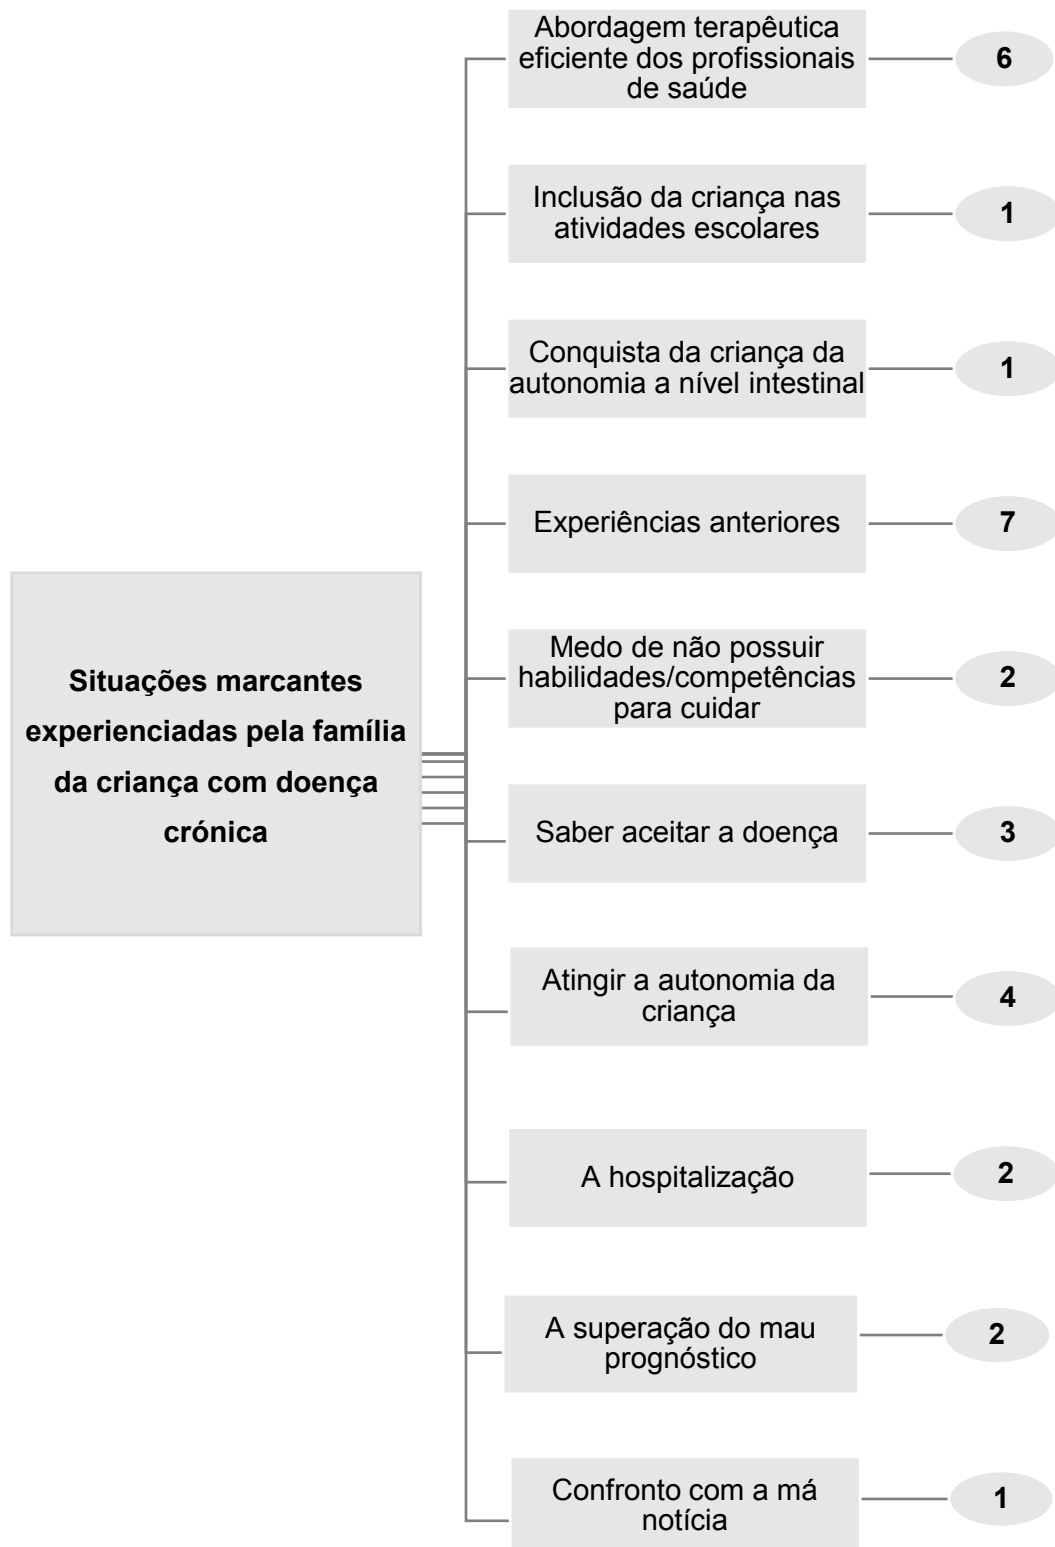 Abordagem terapêutica
eficiente dos profissionais
de saúde
6
Inclusão da criança nas
atividades escolares
1
Conquista da criança da
autonomia a nível intestinal
1
Experiências anteriores
7
Situações marcantes
experienciadas pela família
da criança com doença
crónica
Medo de não possuir
habilidades/competências
para cuidar
2
Saber aceitar a doença
3
Atingir a autonomia da
criança
4
A hospitalização
2
A superação do mau
prognóstico
2
Confronto com a má
notícia
1